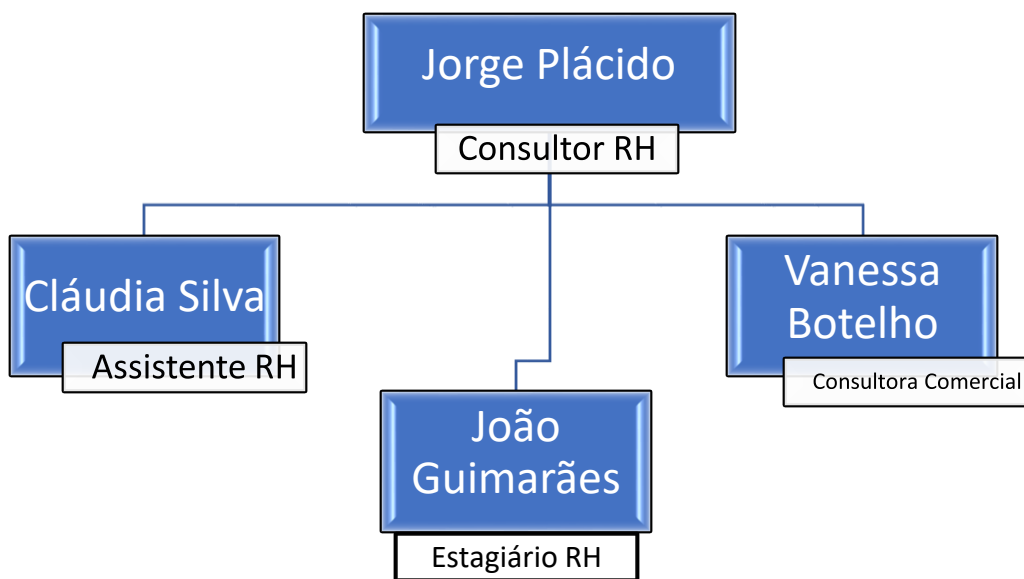 Jorge Plácido
Consultor RH
Cláudia Silva
Assistente RH
Vanessa
Botelho
Consultora Comercial
João
Guimarães
Estagiário RH